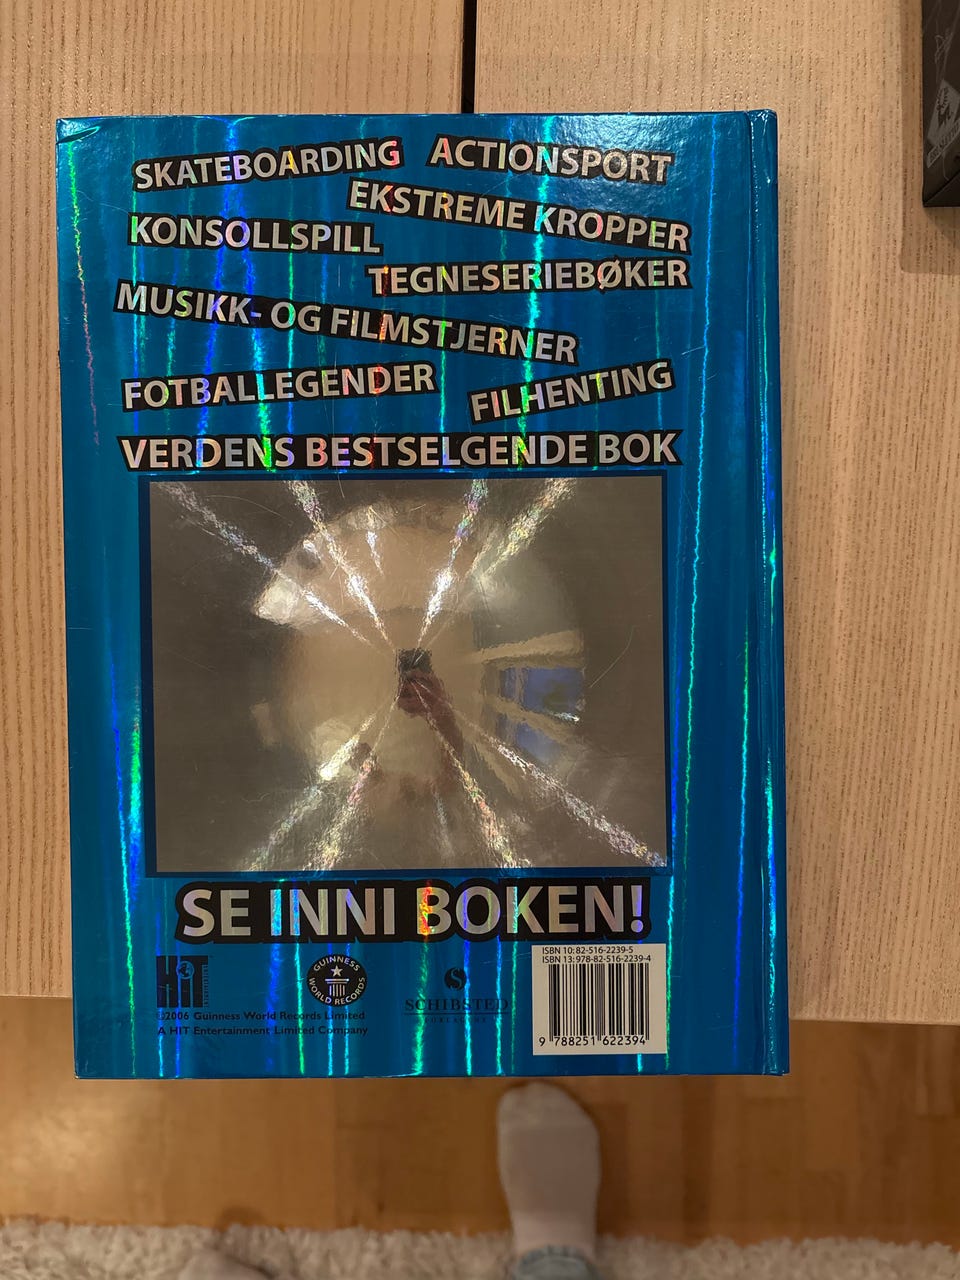 SKATEBOARDING ACTIONSPORT
EKSTREME KROPPER
KONSOLLSPILL
TEGNESERIEBØKER
MUSIKK- OG FILMSTJERNER
FOTBALLEGENDER
FILHENTING
VERDENS BESTSELGENDE BOK
SE INNI BOKEN!
HIT
ENTERTAINMENT
GUINNESS
WORLD RECORDS
©2006 Guinness World Records Limited
A HIT Entertainment Limited Company
S
SCHIBSTED
ISBN 10: 82-516-2239-5
ISBN 13: 978-82-516-2239-4
9 788251 622394